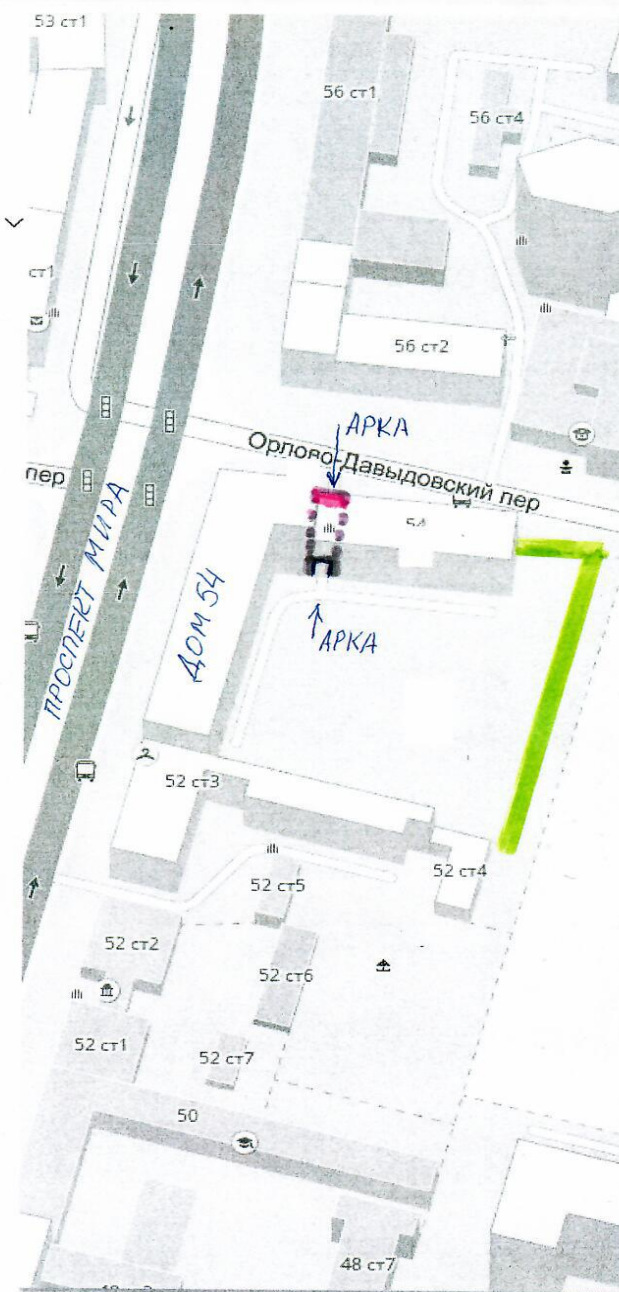 53 ст1
56 ст1
56 ст4
ст1
56 ст2
АРКА
Орлово-Давыдовский пер
пер
54
ПРОСПЕКТ МИРА
ДОМ 54
АРКА
52 ст3
52 ст4
52 ст5
52 ст2
52 ст6
52 ст1
52 ст7
50
48 ст7